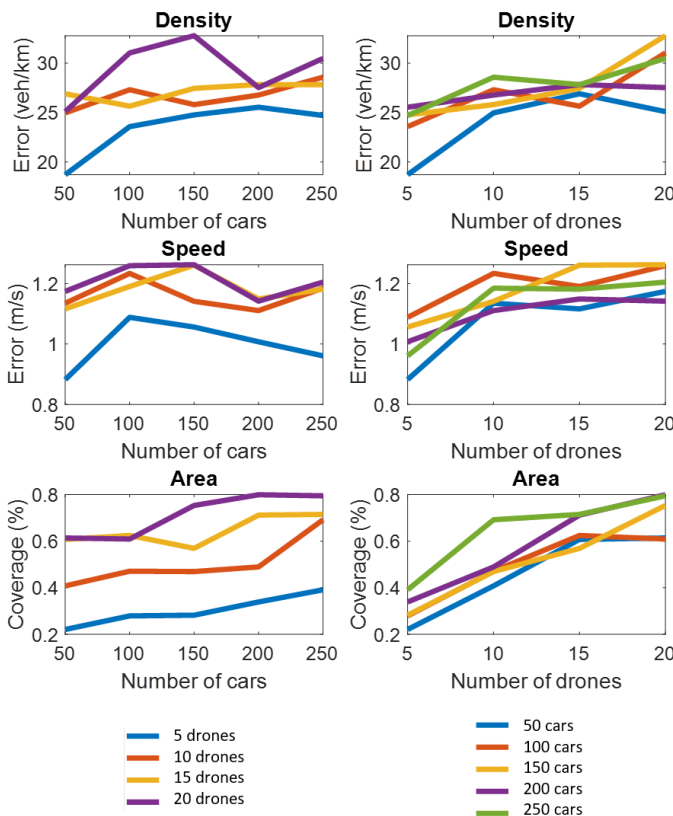 Density
Error (veh/km)
30
25
20
50 100 150 200 250
Number of cars
Density
Error (veh/km)
30
25
20
5 10 15 20
Number of drones
Speed
Error (m/s)
1.2
1
0.8
50 100 150 200 250
Number of cars
Speed
Error (m/s)
1.2
1
0.8
5 10 15 20
Number of drones
Area
Coverage (%)
0.8
0.6
0.4
0.2
50 100 150 200 250
Number of cars
Area
Coverage (%)
0.8
0.6
0.4
0.2
5 10 15 20
Number of drones
5 drones
10 drones
15 drones
20 drones
50 cars
100 cars
150 cars
200 cars
250 cars